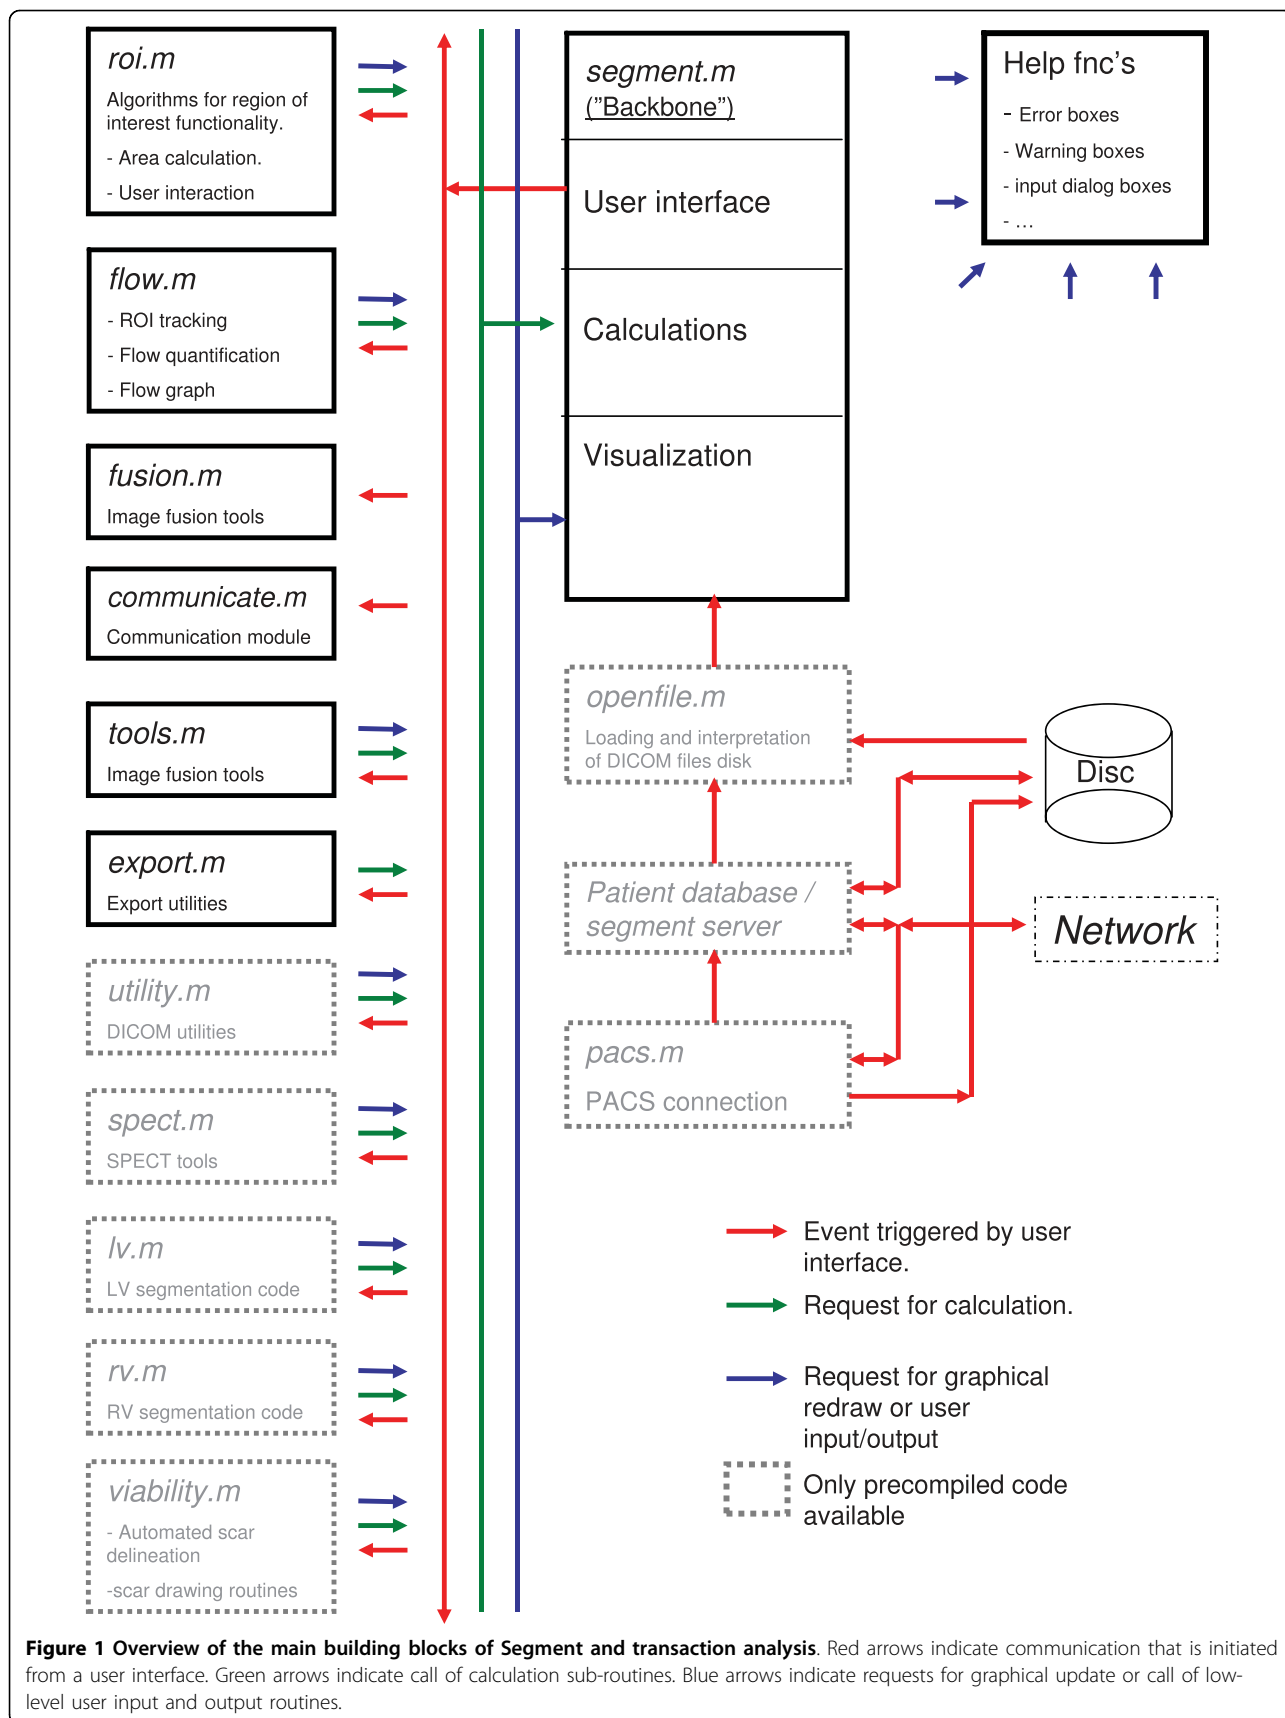 roi.m
Algorithms for region of
interest functionality.
- Area calculation.
- User interaction
flow.m
- ROI tracking
- Flow quantification
- Flow graph
fusion.m
Image fusion tools
communicate.m
Communication module
tools.m
Image fusion tools
export.m
Export utilities
utility.m
DICOM utilities
spect.m
SPECT tools
lv.m
LV segmentation code
rv.m
RV segmentation code
viability.m
- Automated scar
delineation
-scar drawing routines
segment.m
("Backbone")
User interface
Calculations
Visualization
openfile.m
Loading and interpretation
of DICOM files disk
Patient database /
segment server
pacs.m
PACS connection
Help fnc's
- Error boxes
- Warning boxes
- input dialog boxes
- ...
Disc
Network
Event triggered by user
interface.
Request for calculation.
Request for graphical
redraw or user
input/output
Only precompiled code
available
Figure 1 Overview of the main building blocks of Segment and transaction analysis. Red arrows indicate communication that is initiated
from a user interface. Green arrows indicate call of calculation sub-routines. Blue arrows indicate requests for graphical update or call of low-
level user input and output routines.